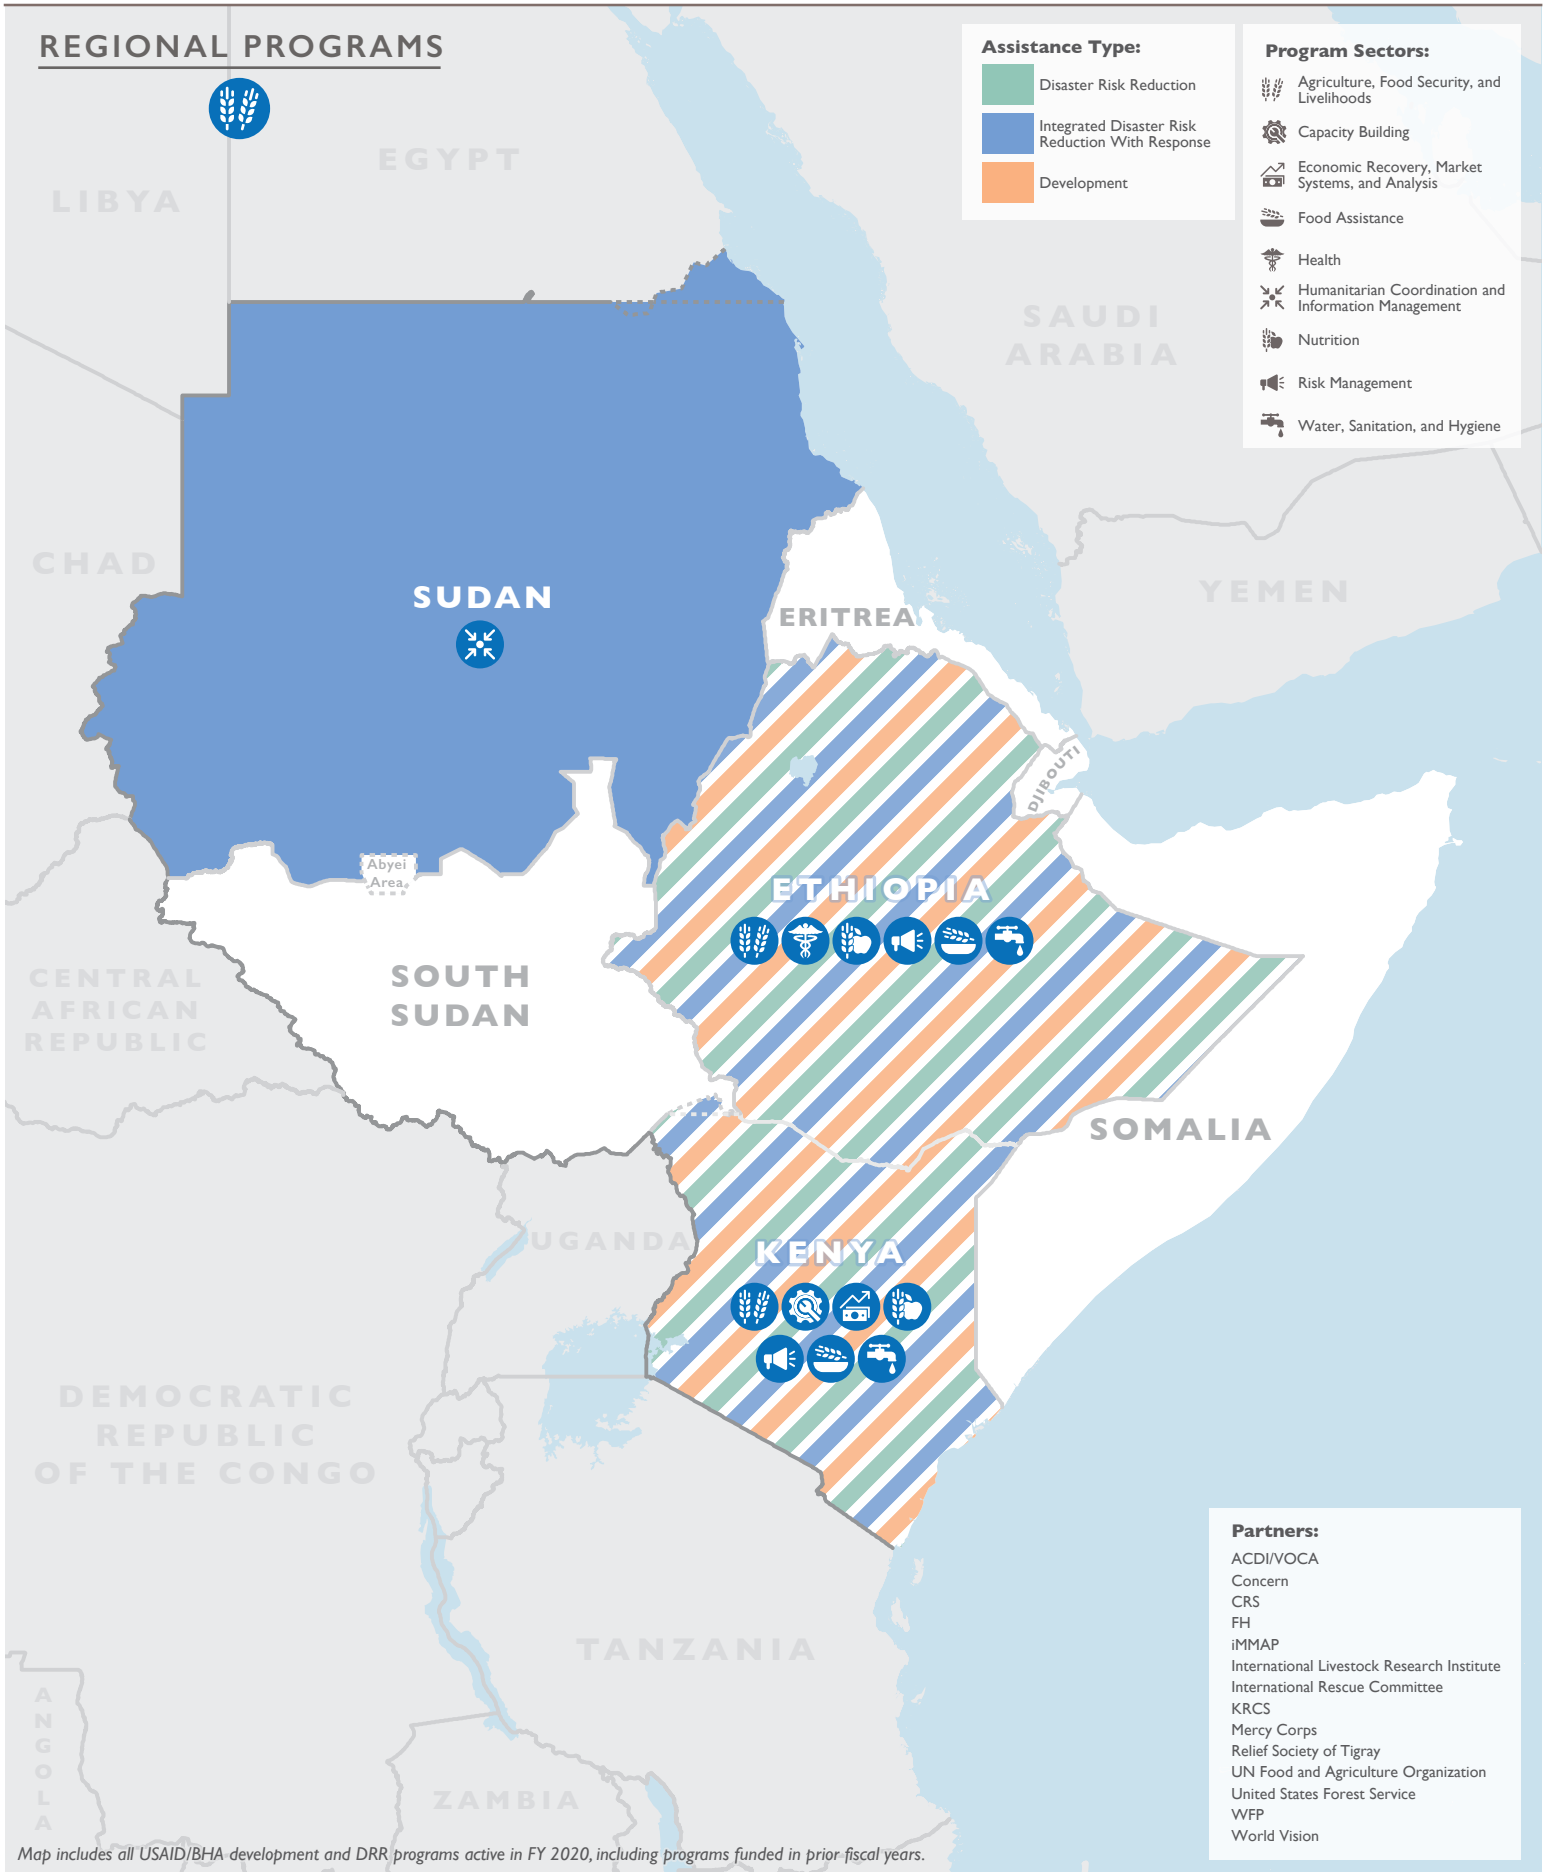 REGIONAL PROGRAMS
Assistance Type:
Disaster Risk Reduction
Integrated Disaster Risk
Reduction With Response
Development
Program Sectors:
Agriculture, Food Security, and
Livelihoods
Capacity Building
Economic Recovery, Market
Systems, and Analysis
Food Assistance
Health
Humanitarian Coordination and
Information Management
Nutrition
Risk Management
Water, Sanitation, and Hygiene
EGYPT
LIBYA
SAUDI
ARABIA
CHAD
SUDAN
YEMEN
ERITREA
DJIBOUTI
Abyei
Area
ETHIOPIA
SOUTH
SUDAN
CENTRAL
AFRICAN
REPUBLIC
SOMALIA
UGANDA
KENYA
DEMOCRATIC
REPUBLIC
OF THE CONGO
TANZANIA
ANGOLA
ZAMBIA
Partners:
ACDI/VOCA
Concern
CRS
FH
iMMAP
International Livestock Research Institute
International Rescue Committee
KRCS
Mercy Corps
Relief Society of Tigray
UN Food and Agriculture Organization
United States Forest Service
WFP
World Vision
Map includes all USAID/BHA development and DRR programs active in FY 2020, including programs funded in prior fiscal years.